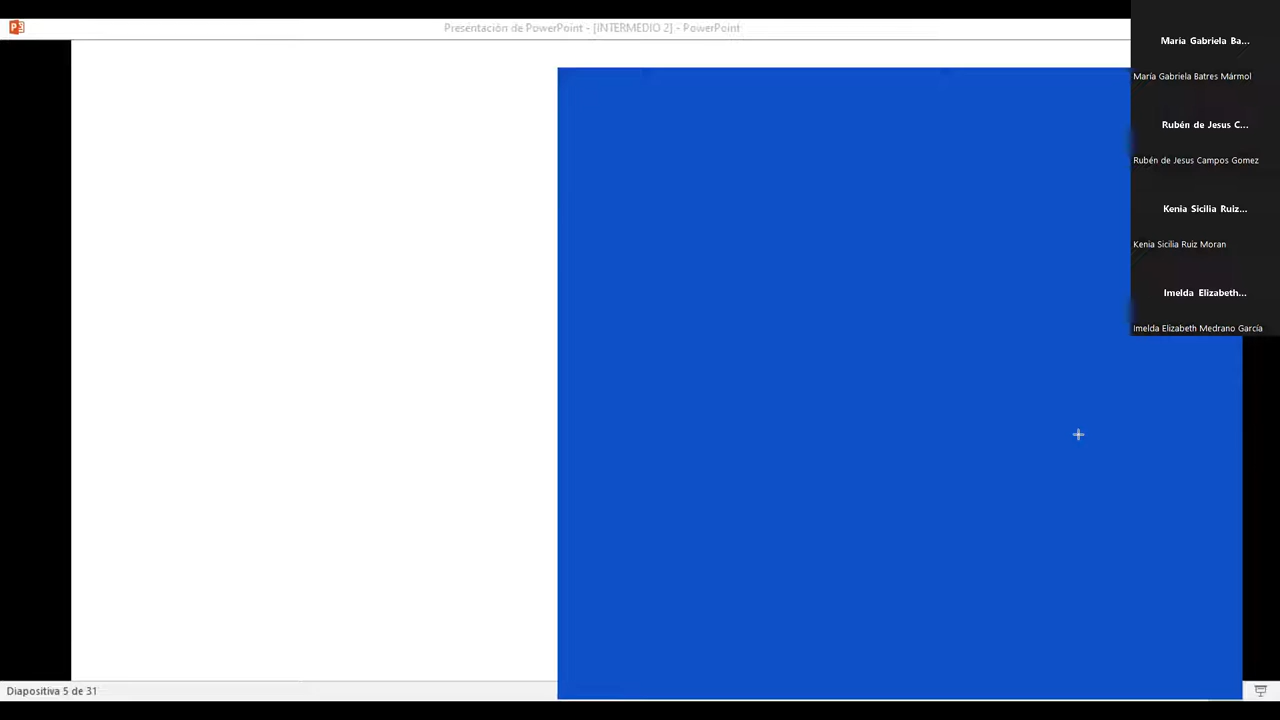 Presentación de PowerPoint - [INTERMEDIO 2] - PowerPoint
Maria Gabriela Ba...
María Gabriela Batres Mármol
Rubén de Jesus C...
Rubén de Jesus Campos Gomez
Kenia Sicilia Ruiz...
Kenia Sicilia Ruiz Moran
Imelda Elizabeth...
Imelda Elizabeth Medrano García
Diapositiva 5 de 31